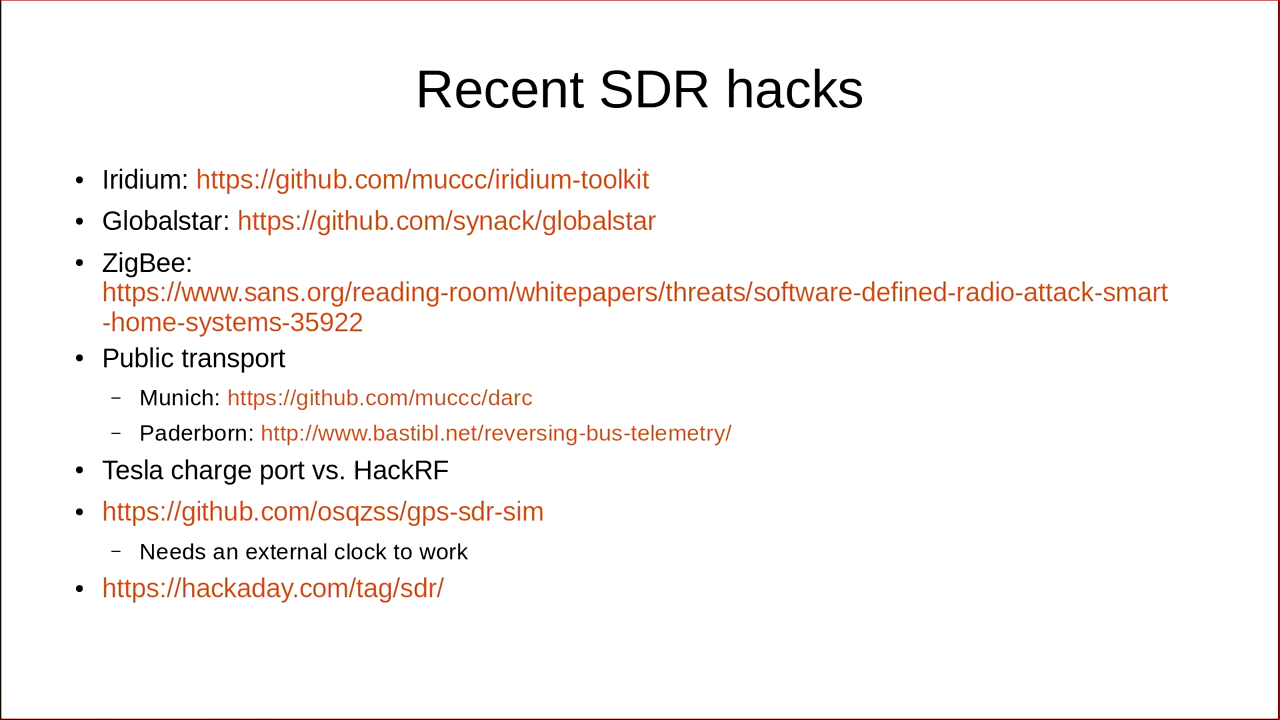 Recent SDR hacks
• Iridium: https://github.com/muccc/iridium-toolkit
• Globalstar: https://github.com/synack/globalstar
• ZigBee:
https://www.sans.org/reading-room/whitepapers/threats/software-defined-radio-attack-smart
-home-systems-35922
• Public transport
– Munich: https://github.com/muccc/darc
– Paderborn: http://www.bastibl.net/reversing-bus-telemetry/
• Tesla charge port vs. HackRF
• https://github.com/osqzss/gps-sdr-sim
– Needs an external clock to work
• https://hackaday.com/tag/sdr/